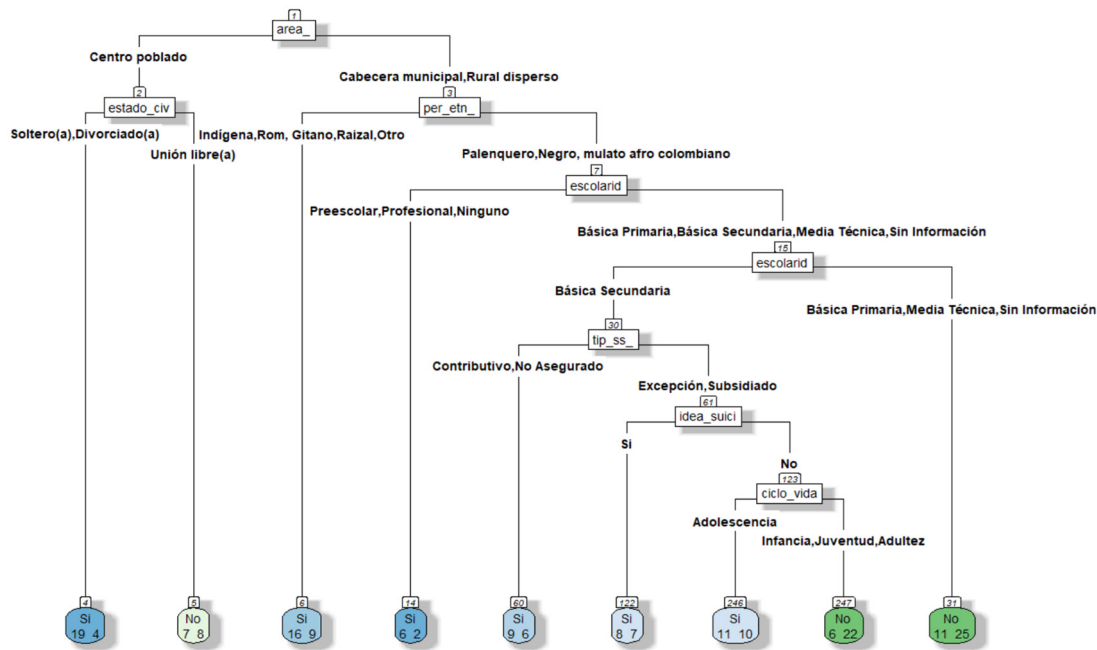 1
area_
Centro poblado
Cabecera municipal,Rural disperso
2
estado_civ
3
per_etn_
Soltero(a),Divorciado(a)
Indígena,Rom, Gitano,Raizal,Otro
Unión libre(a)
Palenquero,Negro, mulato afro colombiano
7
escolarid
Preescolar,Profesional,Ninguno
Básica Primaria,Básica Secundaria,Media Técnica,Sin Información
15
escolarid
Básica Secundaria
Básica Primaria,Media Técnica,Sin Información
30
tip_ss_
Contributivo,No Asegurado
Excepción,Subsidiado
61
idea_suici
Si
No
123
ciclo_vida
Adolescencia
Infancia,Juventud,Adultez
4
Si
19 4
5
No
7 8
6
Si
16 9
14
Si
6 2
60
Si
9 6
122
Si
8 7
246
Si
11 10
247
No
6 22
31
No
11 25